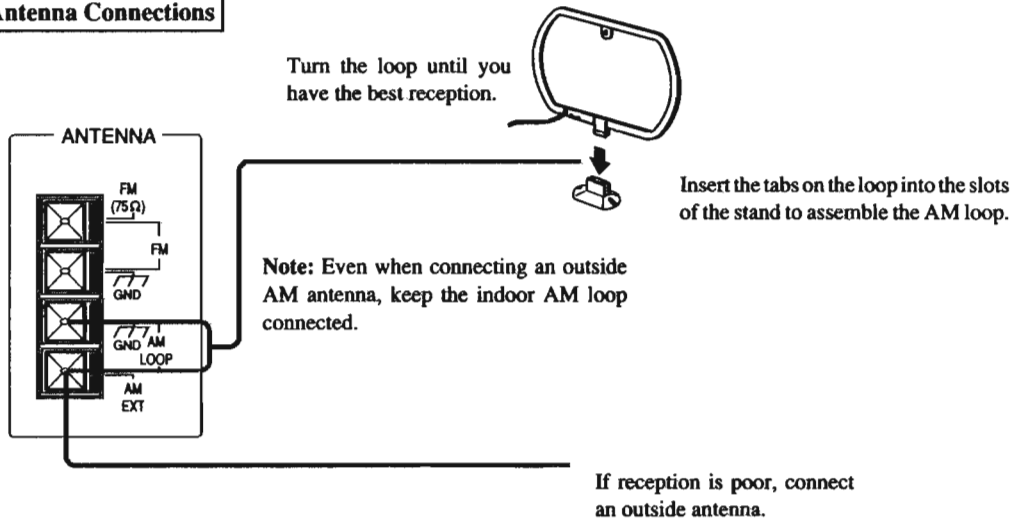 Antenna Connections
Turn the loop until you
have the best reception.
ANTENNA
FM
(75Ω)
FM
GND
GND AM
LOOP
AM
EXT
Insert the tabs on the loop into the slots
of the stand to assemble the AM loop.
Note: Even when connecting an outside
AM antenna, keep the indoor AM loop
connected.
If reception is poor, connect
an outside antenna.